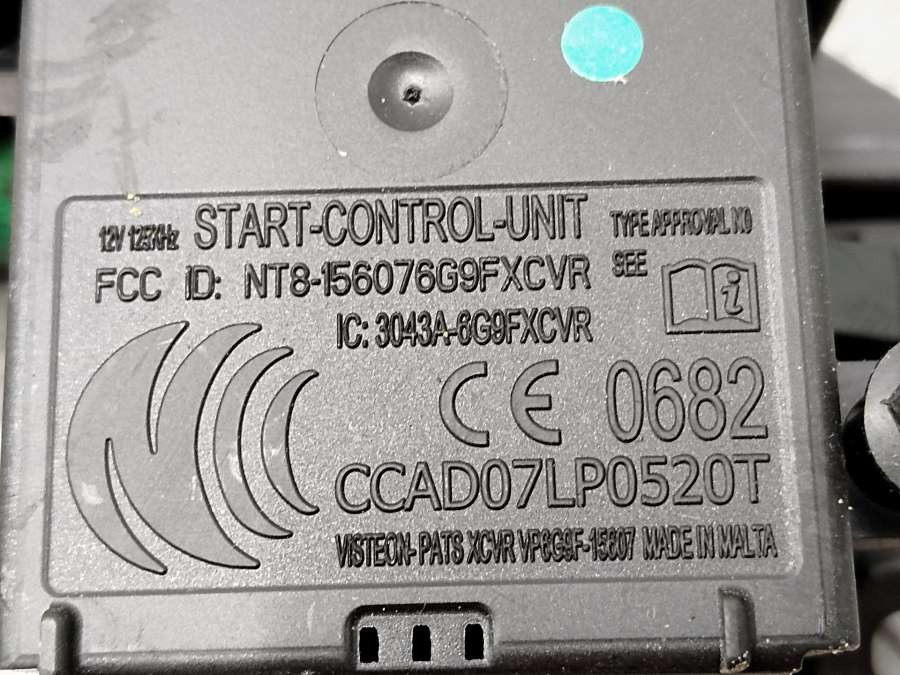 12V 125KHz START-CONTROL-UNIT TYPE APPROVAL NO
FCC ID: NT8-156076G9FXCVR SEE
IC: 3043A-6G9FXCVR
CE 0682
CCAD07LP0520T
VISTEON- PATS XCVR VP6G9F-15607 MADE IN MALTA